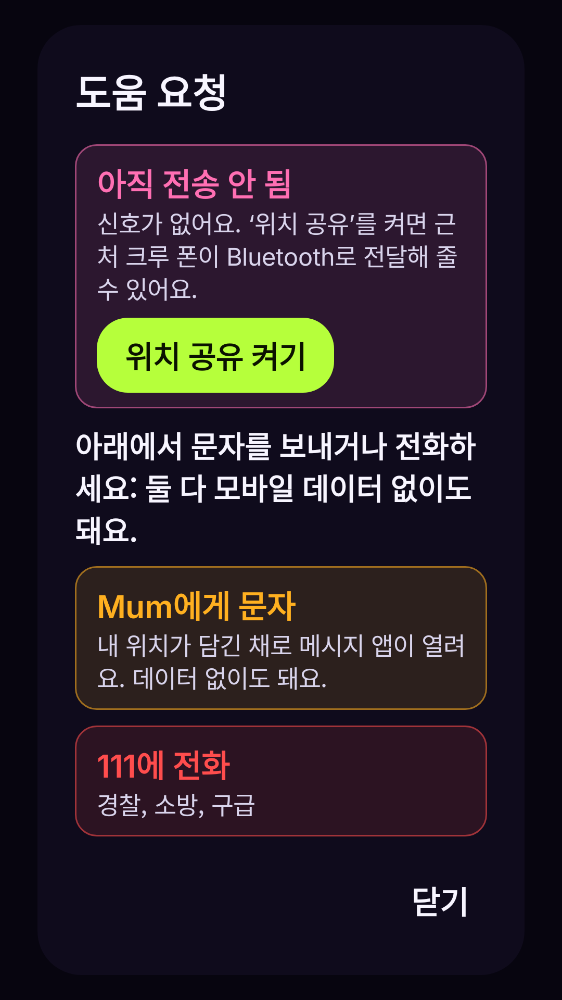 도움 요청
아직 전송 안 됨
신호가 없어요. ‘위치 공유’를 켜면 근
처 크루 폰이 Bluetooth로 전달해 줄
수 있어요.
위치 공유 켜기
아래에서 문자를 보내거나 전화하
세요: 둘 다 모바일 데이터 없이도
돼요.
Mum에게 문자
내 위치가 담긴 채로 메시지 앱이 열려
요. 데이터 없이도 돼요.
111에 전화
경찰, 소방, 구급
닫기